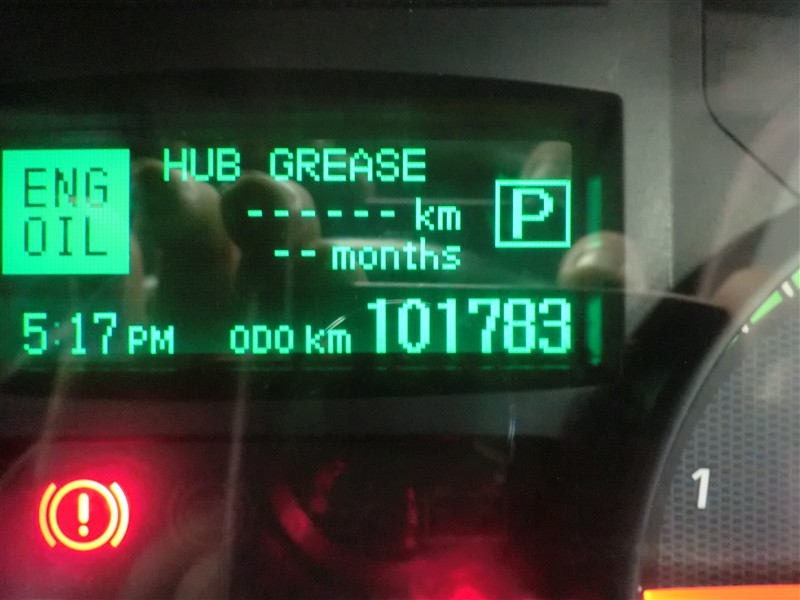 ENG
OIL
HUB GREASE
------ km
-- months
P
5:17 PM
ODO km 101783
!
1